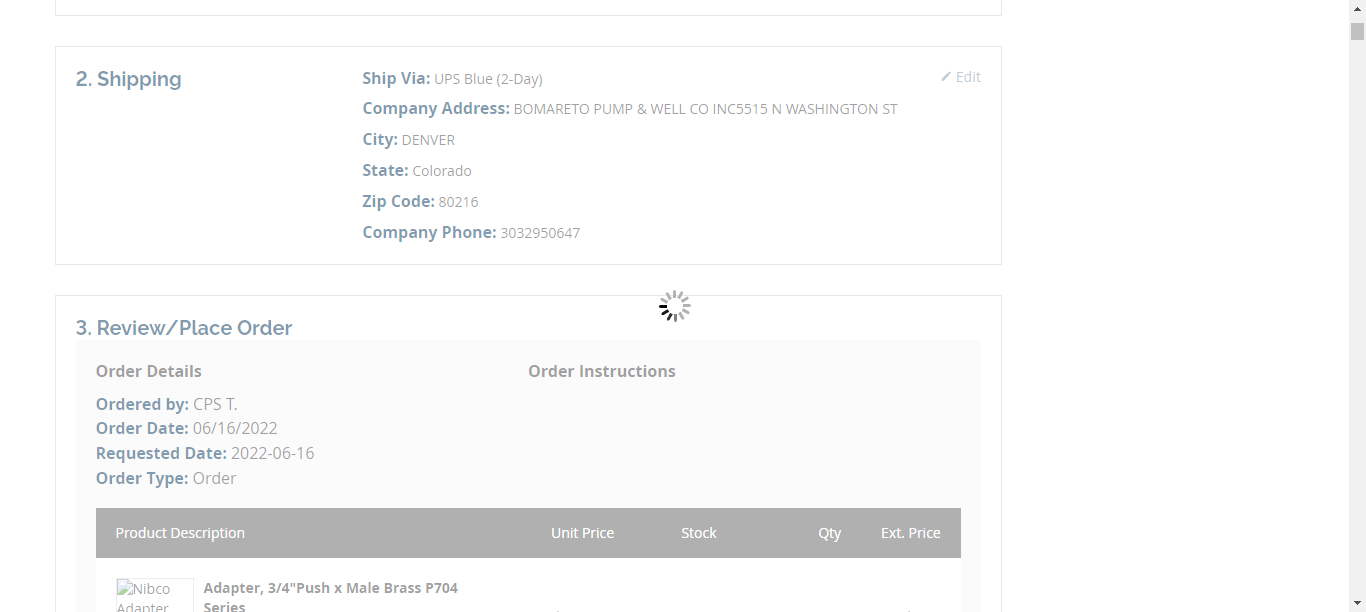 2. Shipping
Edit
Ship Via: UPS Blue (2-Day)
Company Address: BOMARETO PUMP & WELL CO INC5515 N WASHINGTON ST
City: DENVER
State: Colorado
Zip Code: 80216
Company Phone: 3032950647
3. Review/Place Order
Order Details
Order Instructions
Ordered by: CPS T.
Order Date: 06/16/2022
Requested Date: 2022-06-16
Order Type: Order
Product Description Unit Price Stock Qty Ext. Price
Nibco
Adapter
Adapter, 3/4"Push x Male Brass P704
Series